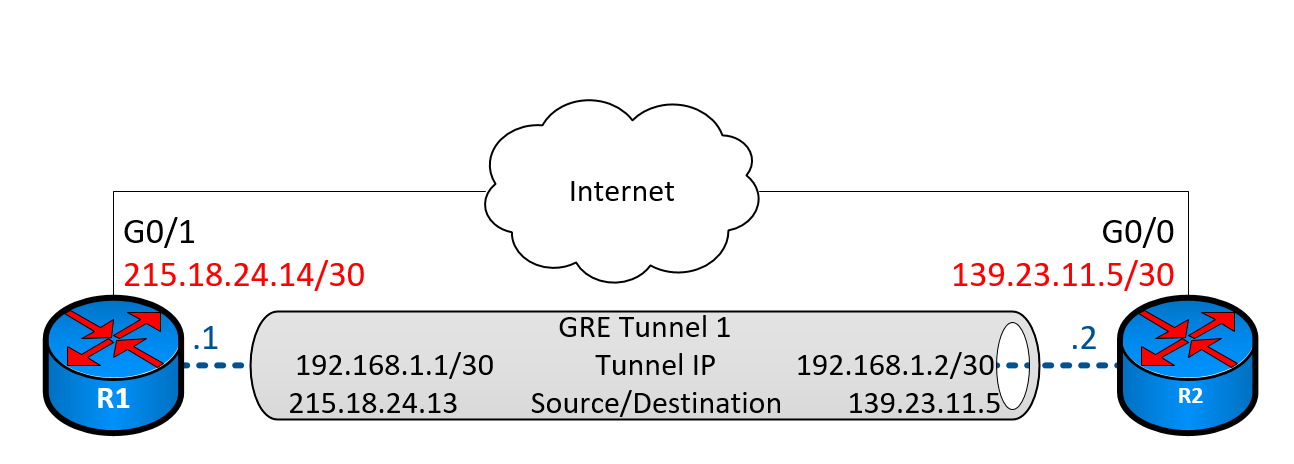 Internet
G0/1
215.18.24.14/30
G0/0
139.23.11.5/30
GRE Tunnel 1
.1
.2
192.168.1.1/30 Tunnel IP 192.168.1.2/30
215.18.24.13 Source/Destination 139.23.11.5
R1
R2